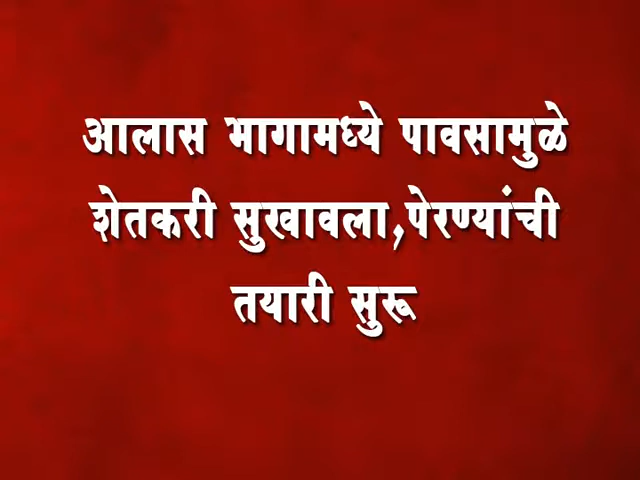 आलास भागामध्ये पावसामुळे
शेतकरी सुखावला,पेरण्यांची
तयारी सुरू